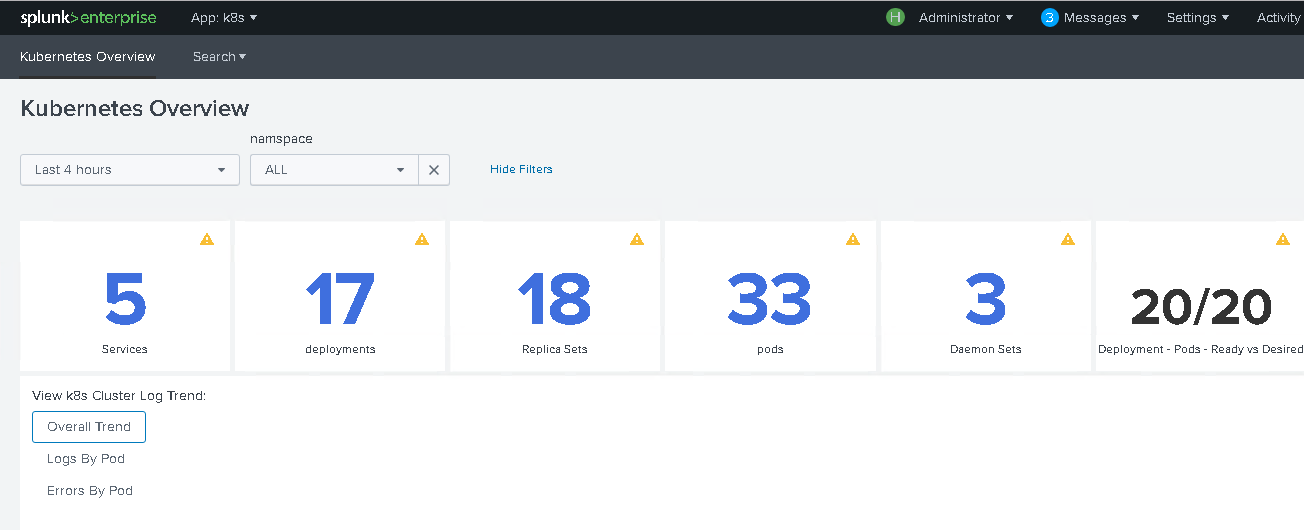 splunk>enterprise App: k8s H Administrator 3 Messages Settings Activity
Kubernetes Overview Search
Kubernetes Overview
namspace
Last 4 hours ALL Hide Filters
5 17 18 33 3 20/20
Services deployments Replica Sets pods Daemon Sets Deployment - Pods - Ready vs Desired
View k8s Cluster Log Trend:
Overall Trend
Logs By Pod
Errors By Pod